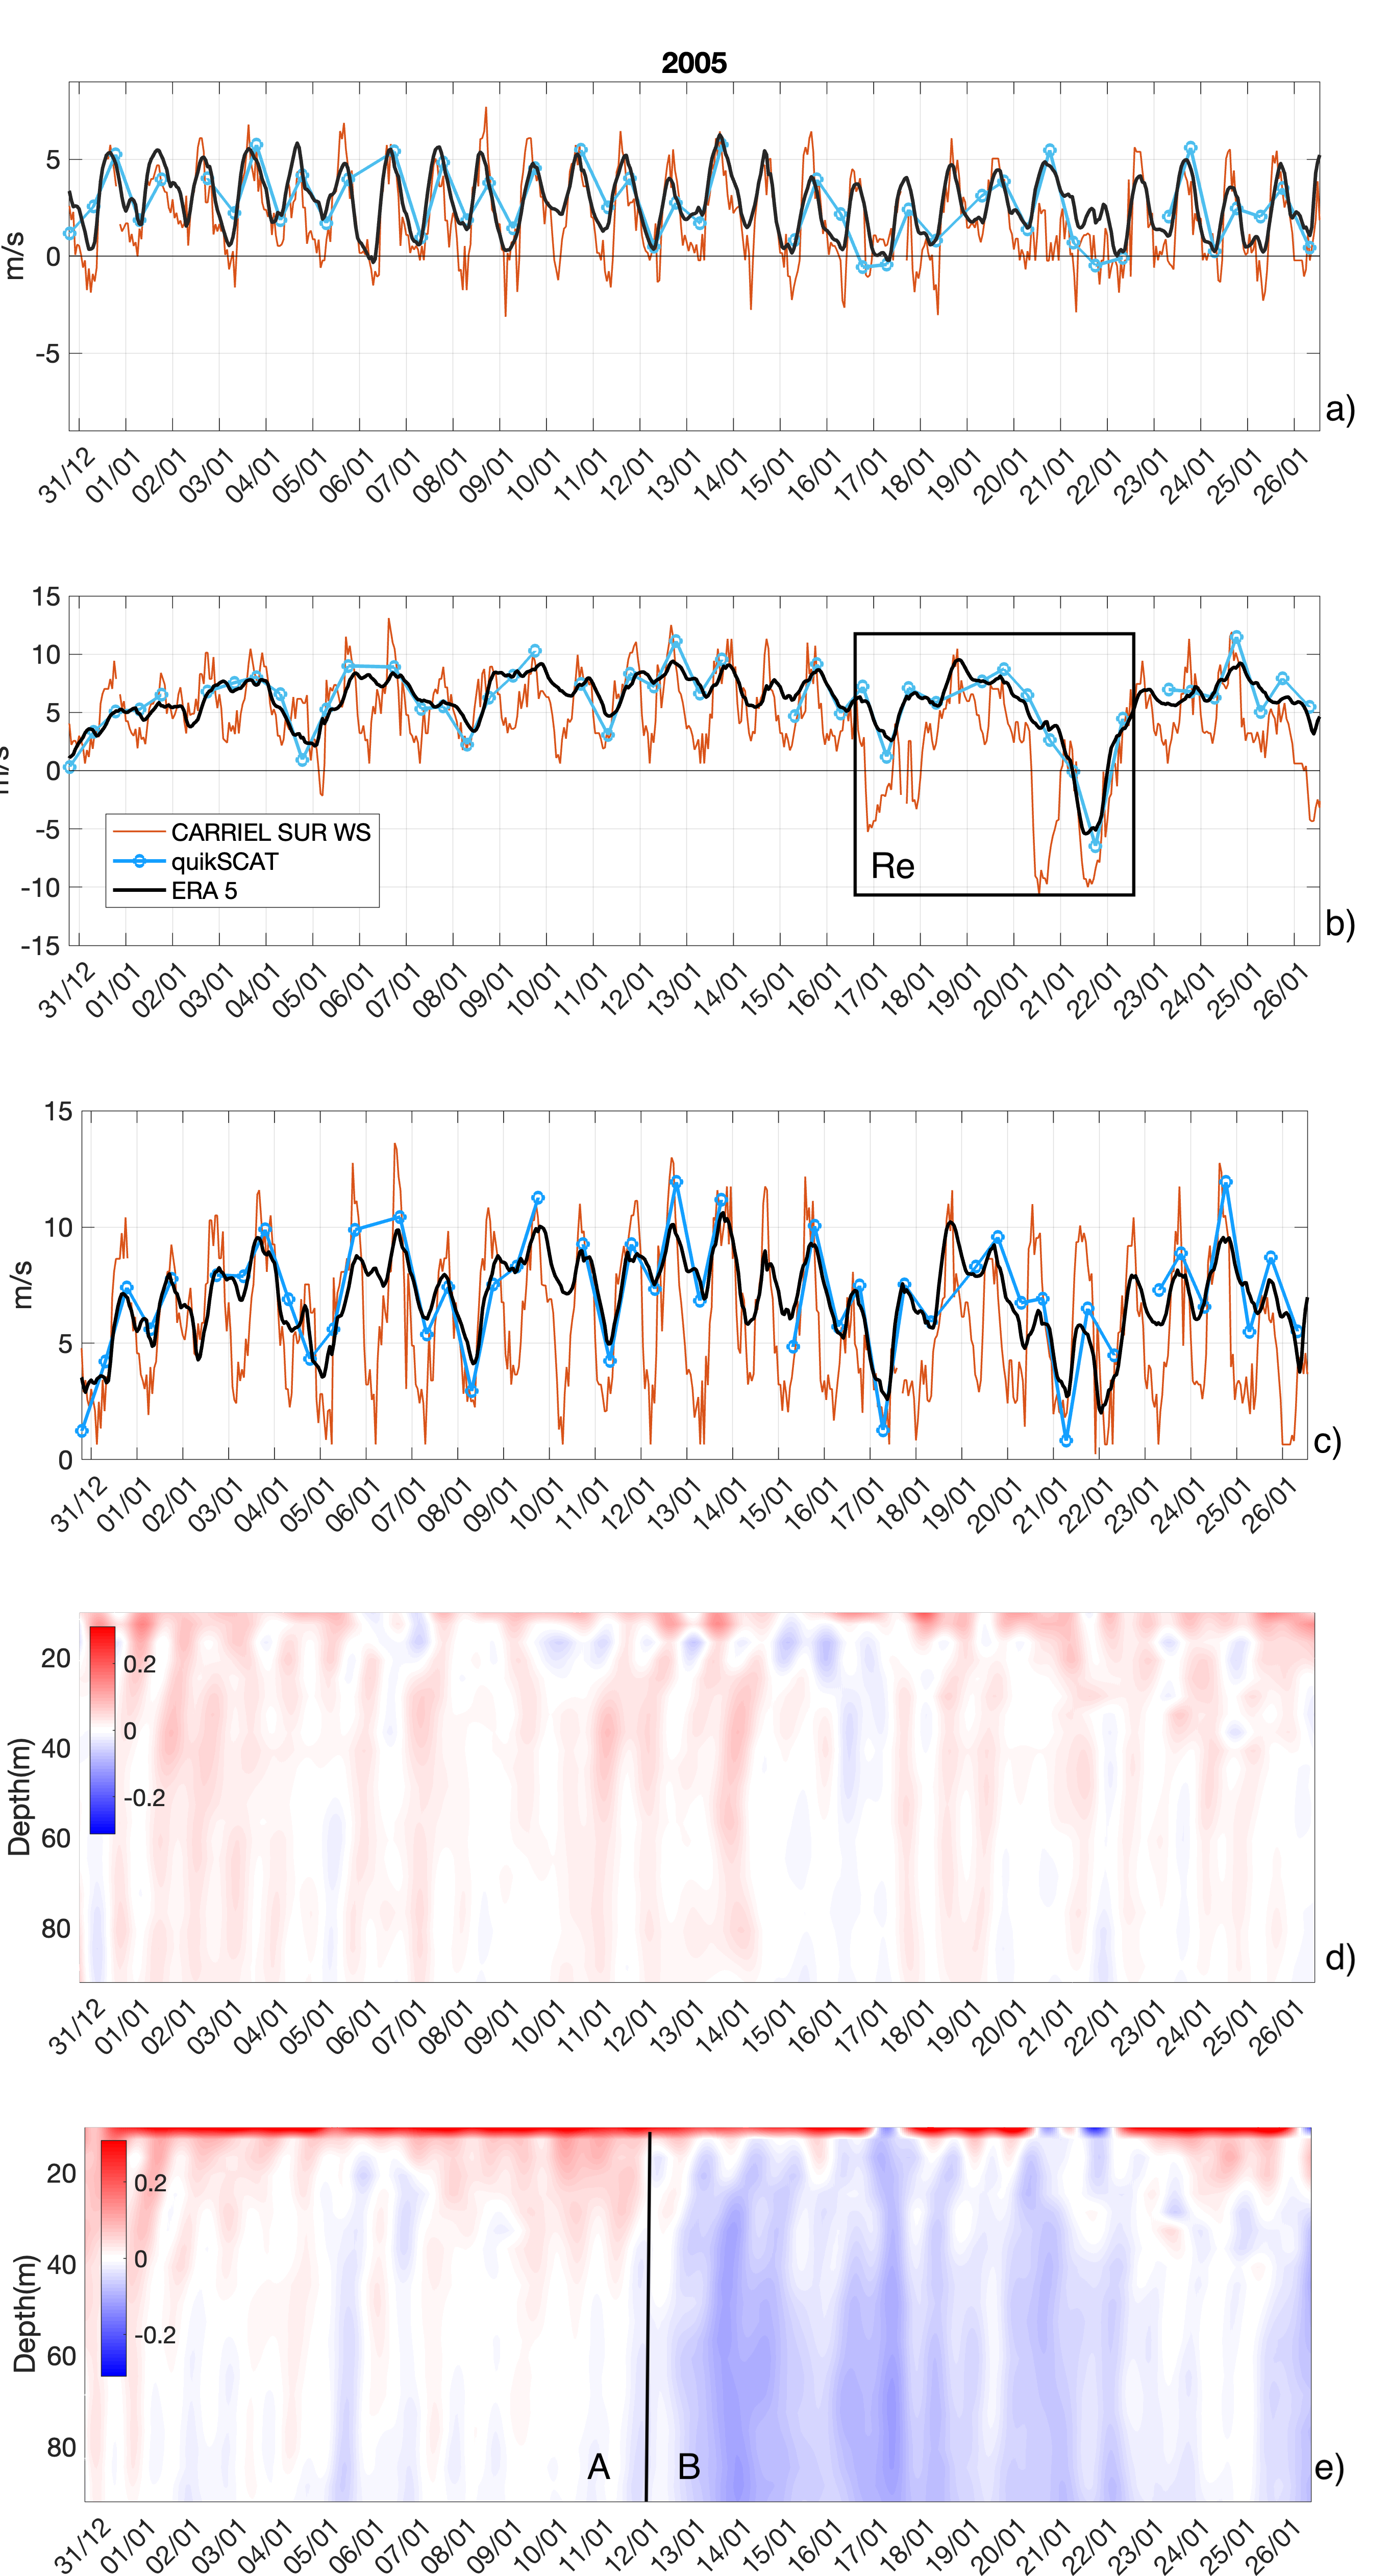 2005
5
0
-5
m/s
a)
31/12 01/01 02/01 03/01 04/01 05/01 06/01 07/01 08/01 09/01 10/01 11/01 12/01 13/01 14/01 15/01 16/01 17/01 18/01 19/01 20/01 21/01 22/01 23/01 24/01 25/01 26/01
15
10
5
0
-5
-10
-15
m/s
CARRIEL SUR WS
quikSCAT
ERA 5
Re
b)
31/12 01/01 02/01 03/01 04/01 05/01 06/01 07/01 08/01 09/01 10/01 11/01 12/01 13/01 14/01 15/01 16/01 17/01 18/01 19/01 20/01 21/01 22/01 23/01 24/01 25/01 26/01
15
10
5
0
m/s
c)
31/12 01/01 02/01 03/01 04/01 05/01 06/01 07/01 08/01 09/01 10/01 11/01 12/01 13/01 14/01 15/01 16/01 17/01 18/01 19/01 20/01 21/01 22/01 23/01 24/01 25/01 26/01
20
40
60
80
Depth(m)
0.2
0
-0.2
d)
31/12 01/01 02/01 03/01 04/01 05/01 06/01 07/01 08/01 09/01 10/01 11/01 12/01 13/01 14/01 15/01 16/01 17/01 18/01 19/01 20/01 21/01 22/01 23/01 24/01 25/01 26/01
20
40
60
80
Depth(m)
0.2
0
-0.2
A B
e)
31/12 01/01 02/01 03/01 04/01 05/01 06/01 07/01 08/01 09/01 10/01 11/01 12/01 13/01 14/01 15/01 16/01 17/01 18/01 19/01 20/01 21/01 22/01 23/01 24/01 25/01 26/01